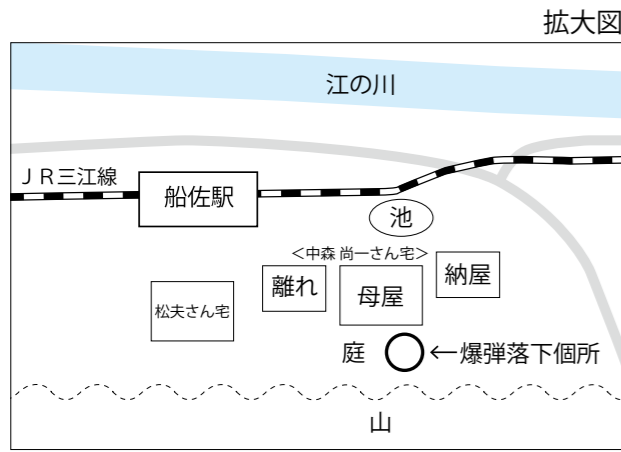 拡大図
江の川
ＪＲ三江線
船佐駅
池
＜中森 尚一さん宅＞
離れ
母屋
納屋
松夫さん宅
庭
←爆弾落下個所
山